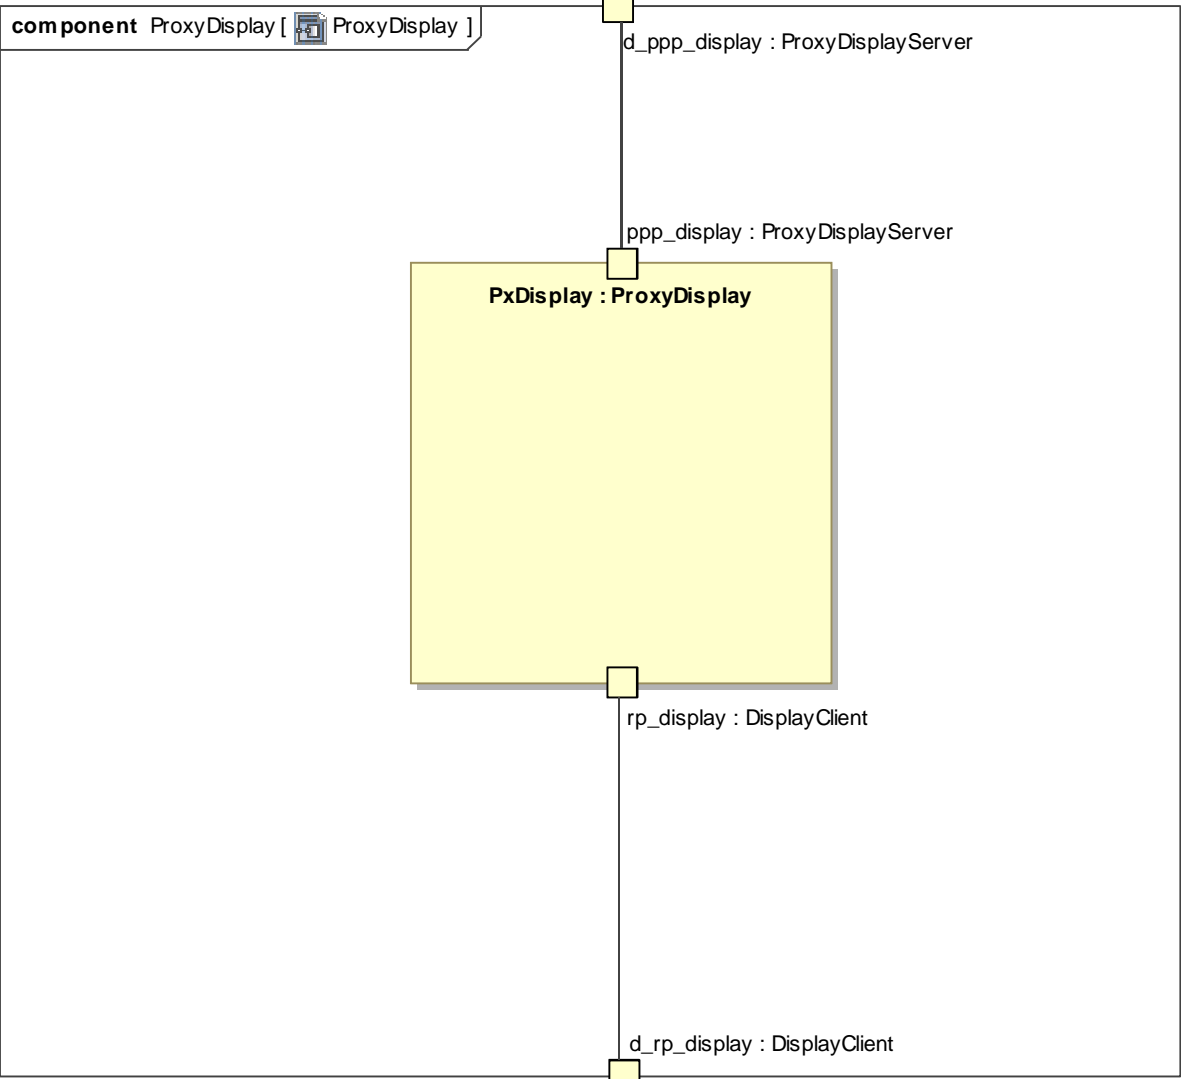 component ProxyDisplay [ ProxyDisplay ]
d_ppp_display : ProxyDisplayServer
ppp_display : ProxyDisplayServer
PxDisplay : ProxyDisplay
rp_display : DisplayClient
d_rp_display : DisplayClient